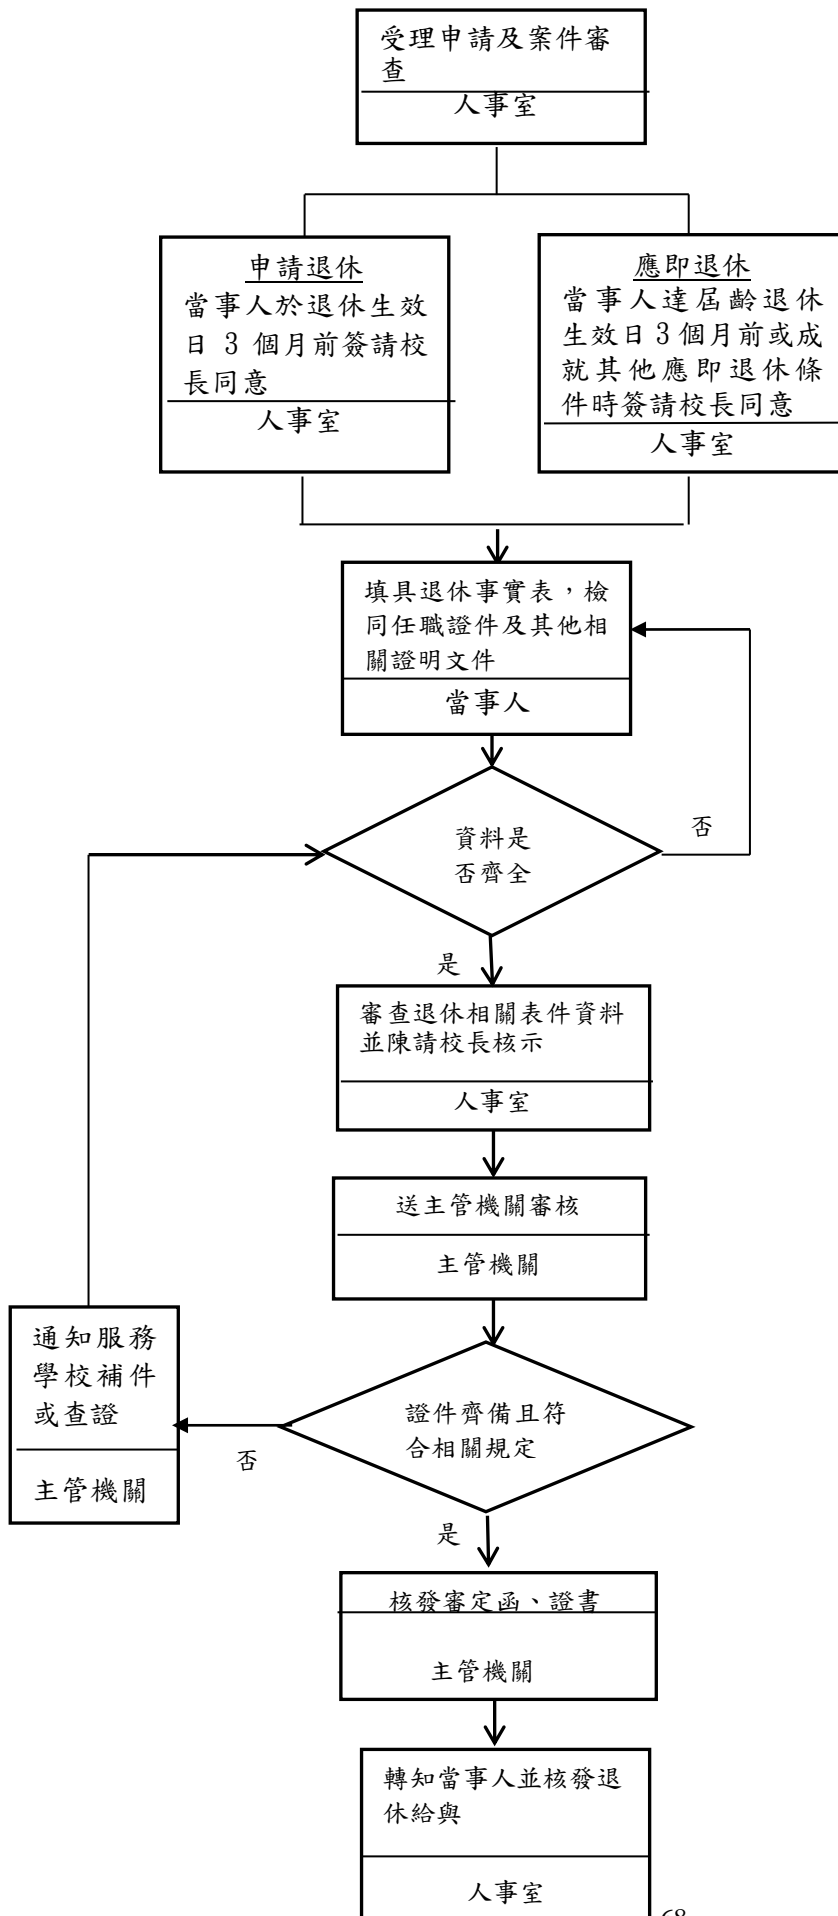 受理申請及案件審
查
人事室
申請退休
當事人於退休生效
日 3 個月前簽請校
長同意
人事室
應即退休
當事人達屆齡退休
生效日3個月前或成
就其他應即退休條
件時簽請校長同意
人事室
填具退休事實表，檢
同任職證件及其他相
關證明文件
當事人
資料是
否齊全
否
是
審查退休相關表件資料
並陳請校長核示
人事室
送主管機關審核
主管機關
通知服務
學校補件
或查證
主管機關
證件齊備且符
合相關規定
否
是
核發審定函、證書
主管機關
轉知當事人並核發退
休給與
人事室